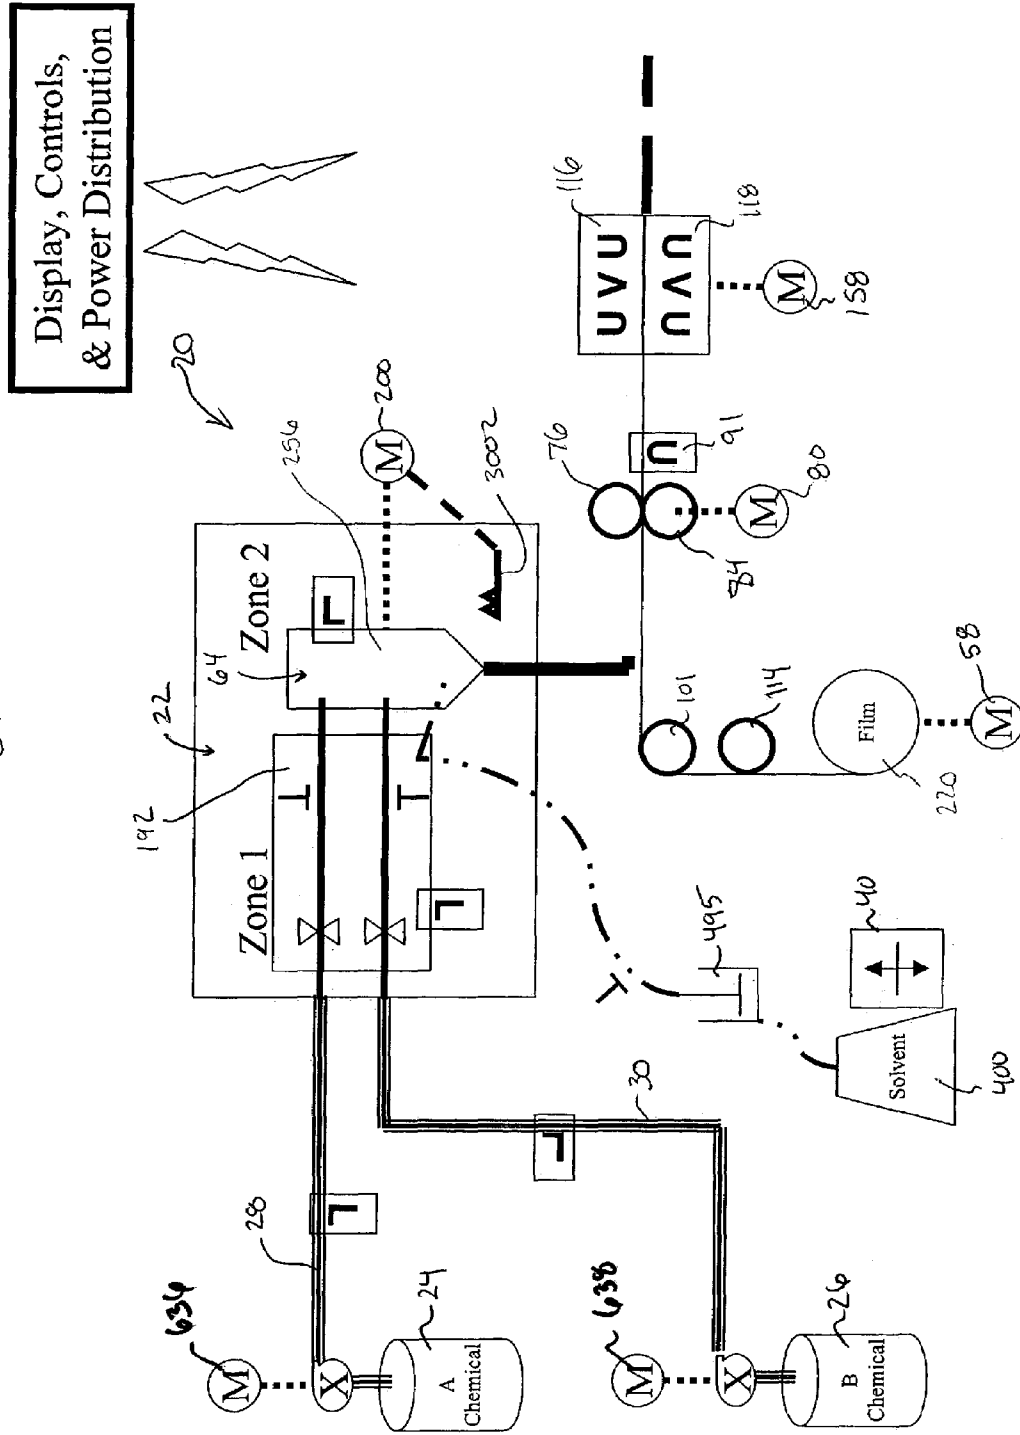 Display, Controls,
& Power Distribution
20
22
Zone 1
Zone 2
192
64
256
M
200
3002
L
L
T
T
28
30
L
L
T
634
M
X
24
A
Chemical
638
M
X
26
B
Chemical
495
40
Solvent
400
101
114
Film
220
M
58
76
84
M
80
U
91
UVU
116
UVU
118
M
158